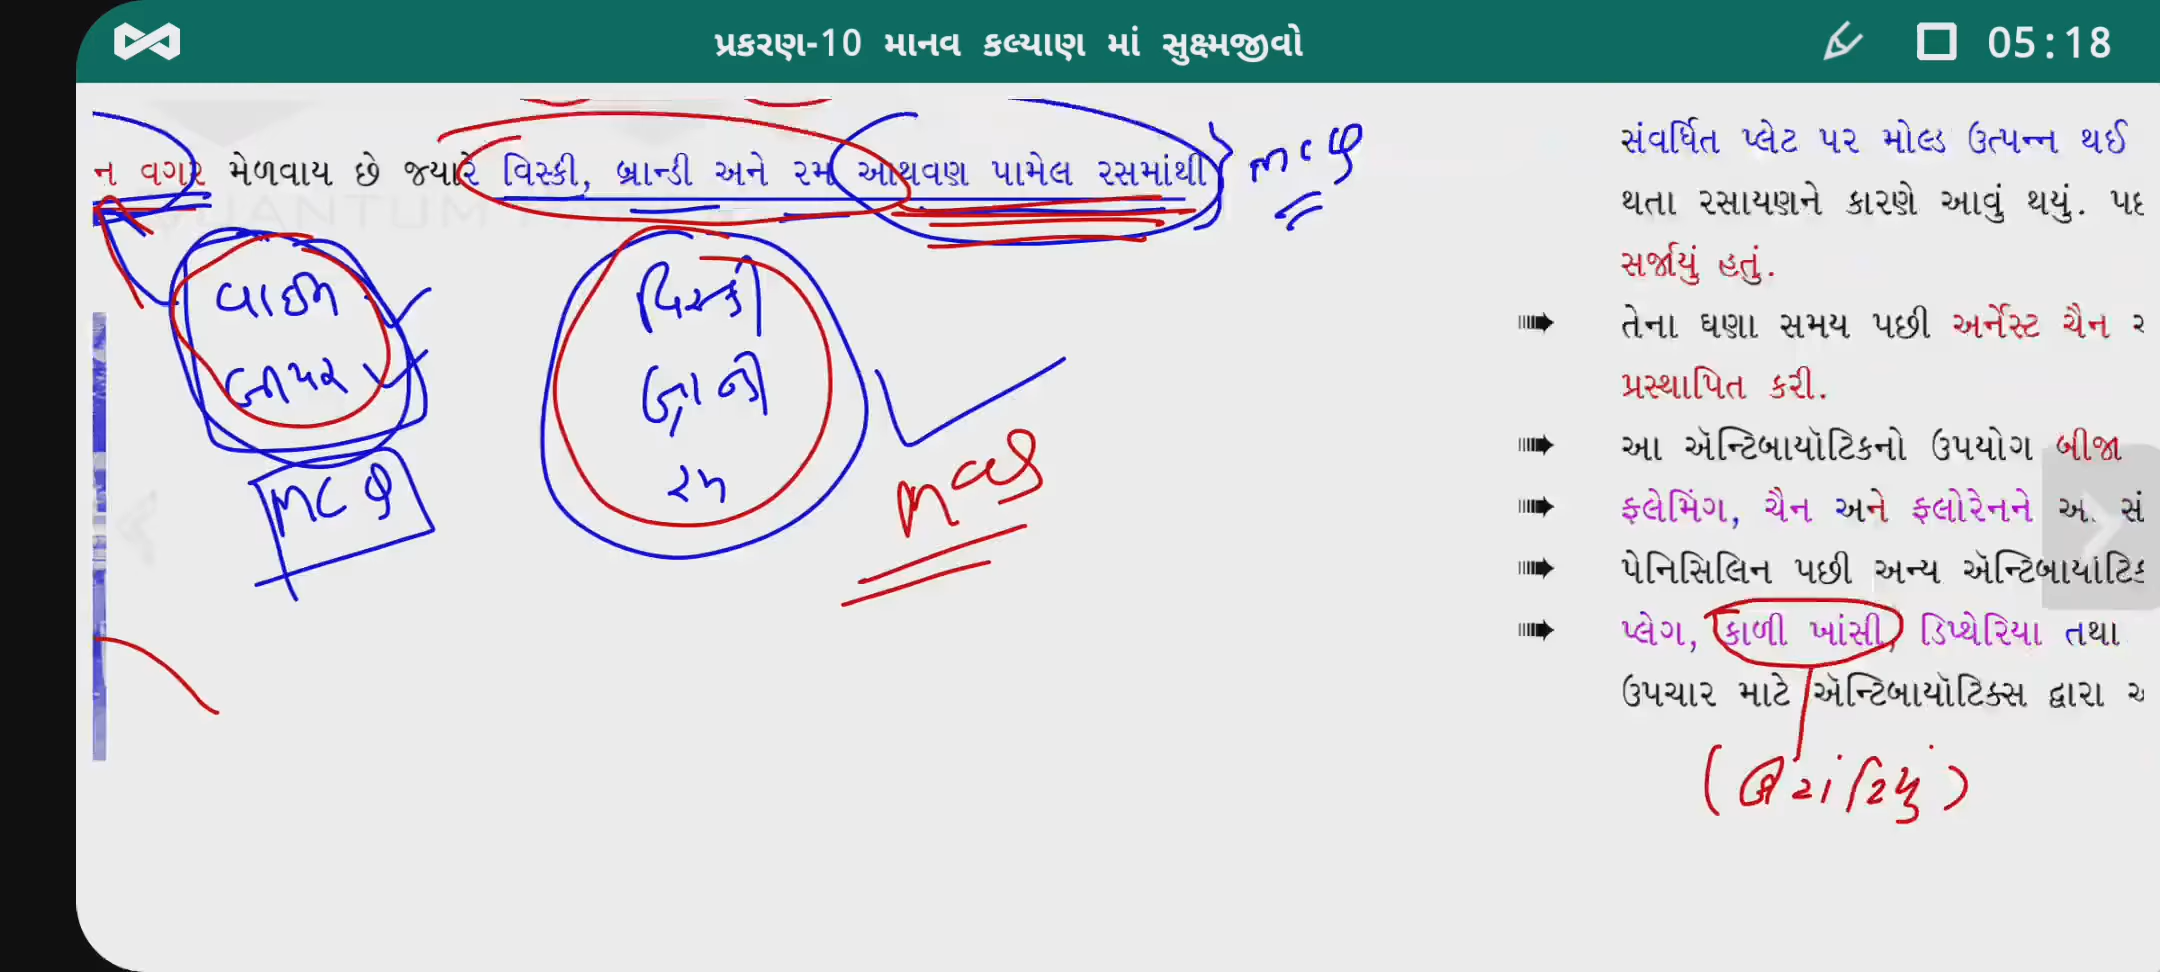 પ્રકરણ-10 માનવ કલ્યાણ માં સુક્ષ્મજીવો
05:18
ન વગર મેળવાય છે જ્યારે વિસ્કી, બ્રાન્ડી અને રમ આથવણ પામેલ રસમાંથી
MCQ
QUANTUM
વાઈન
બીયર
MCQ
વિસ્કી
બ્રાન્ડી
રમ
MCQ
સંવર્ધિત પ્લેટ પર મોલ્ડ ઉત્પન્ન થઈ
થતા રસાયણને કારણે આવું થયું.
સર્જાયું હતું.
તેના ઘણા સમય પછી અર્નેસ્ટ ચૈન
પ્રસ્થાપિત કરી.
આ ઍન્ટિબાયૉટિકનો ઉપયોગ બીજા
ફ્લેમિંગ, ચૈન અને ફ્લોરેનને
પેનિસિલિન પછી અન્ય
પ્લેગ, કાળી ખાંસી, ડિપ્થેરિયા તથા
ઉપચાર માટે ઍન્ટિબાયૉટિક્સ દ્વારા